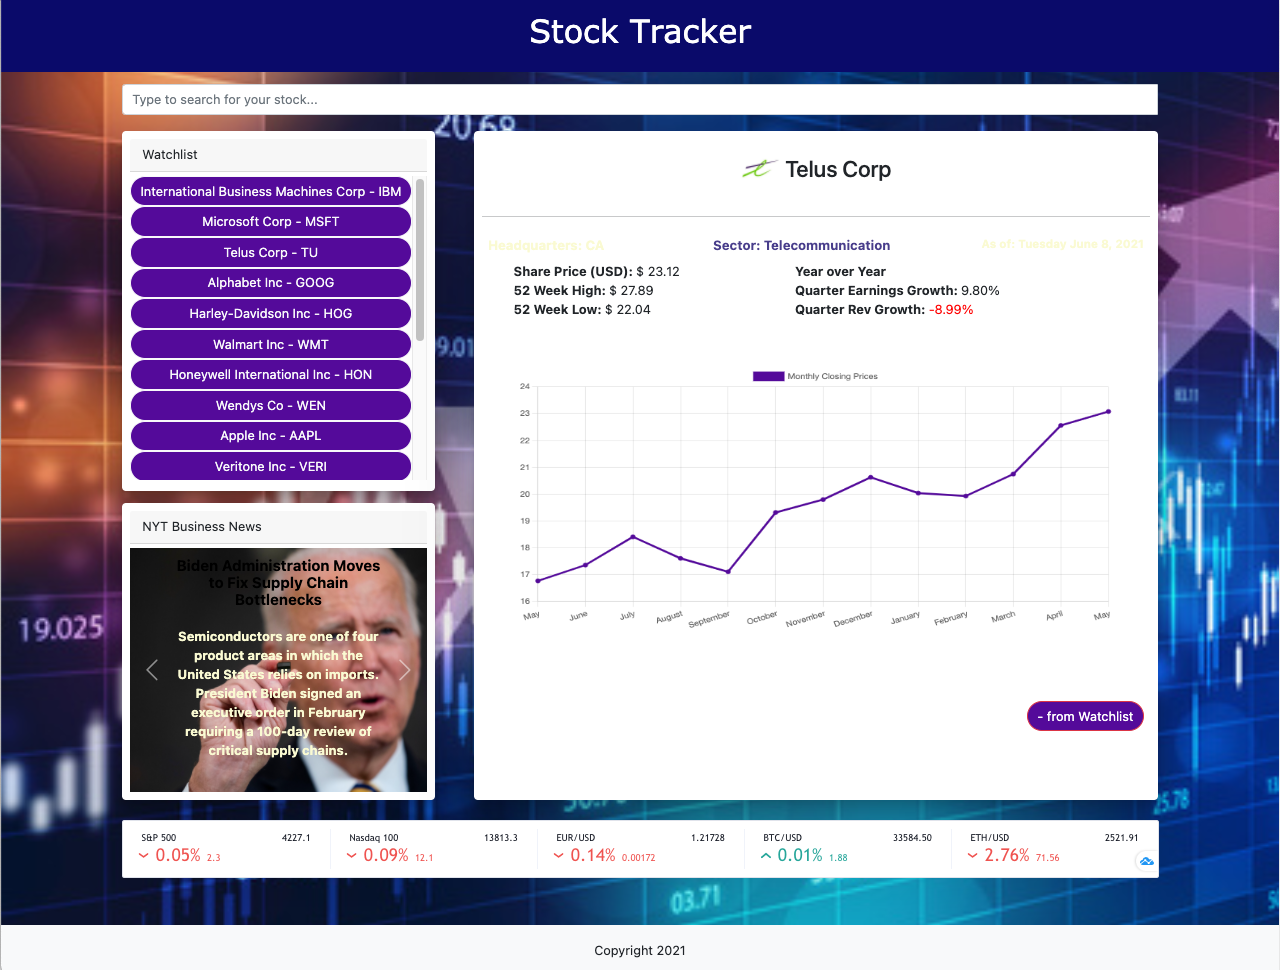 Stock Tracker
Type to search for your stock...
20.69
Watchlist
International Business Machines Corp - IBM
Microsoft Corp - MSFT
Telus Corp - TU
Alphabet Inc - GOOG
Harley-Davidson Inc - HOG
Walmart Inc - WMT
Honeywell International Inc - HON
Wendys Co - WEN
Apple Inc - AAPL
Veritone Inc - VERI
NYT Business News
Biden Administration Moves
to Fix Supply Chain
Bottlenecks
Semiconductors are one of four
product areas in which the
United States relies on imports.
President Biden signed an
executive order in February
requiring a 100-day review of
critical supply chains.
19.025
Telus Corp
Headquarters: CA
Sector: Telecommunication
As of: Tuesday June 8, 2021
Share Price (USD): $ 23.12
52 Week High: $ 27.89
52 Week Low: $ 22.04
Year over Year
Quarter Earnings Growth: 9.80%
Quarter Rev Growth: -8.99%
Monthly Closing Prices
24
23
22
21
20
19
18
17
16
May June July August September October November December January February March April May
- from Watchlist
25.78
S&P 500 4227.1
0.05% 2.3
Nasdaq 100 13813.3
0.09% 12.1
EUR/USD 1.21728
0.14% 0.00172
BTC/USD 33584.50
0.01% 1.88
ETH/USD 2521.91
2.76% 71.56
03.71
Copyright 2021